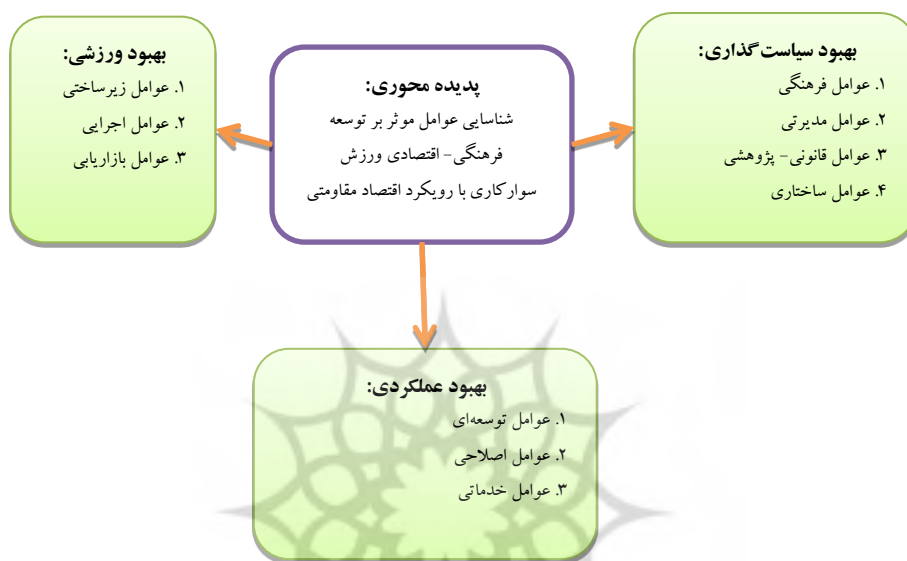 بهبود سیاست‌گذاری:
۱. عوامل فرهنگی
۲. عوامل مدیرتی
۳. عوامل قانونی- پژوهشی
۴. عوامل ساختاری
پدیده محوری:
شناسایی عوامل موثر بر توسعه
فرهنگی- اقتصادی ورزش
سوارکاری با رویکرد اقتصاد مقاومتی
بهبود ورزشی:
۱. عوامل زیرساختی
۲. عوامل اجرایی
۳. عوامل بازاریابی
بهبود عملکردی:
۱. عوامل توسعه‌ای
۲. عوامل اصلاحی
۳. عوامل خدماتی